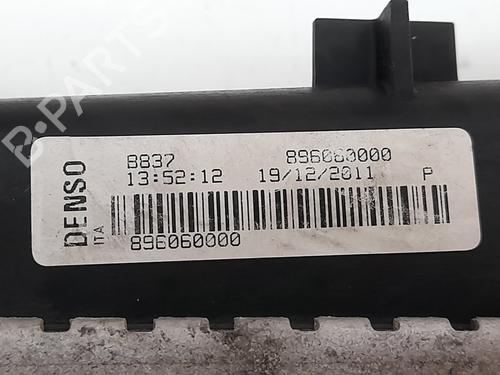 DENSO
ITA
B837 896060000
13:52:12 19/12/2011 P
896060000
B-PARTS